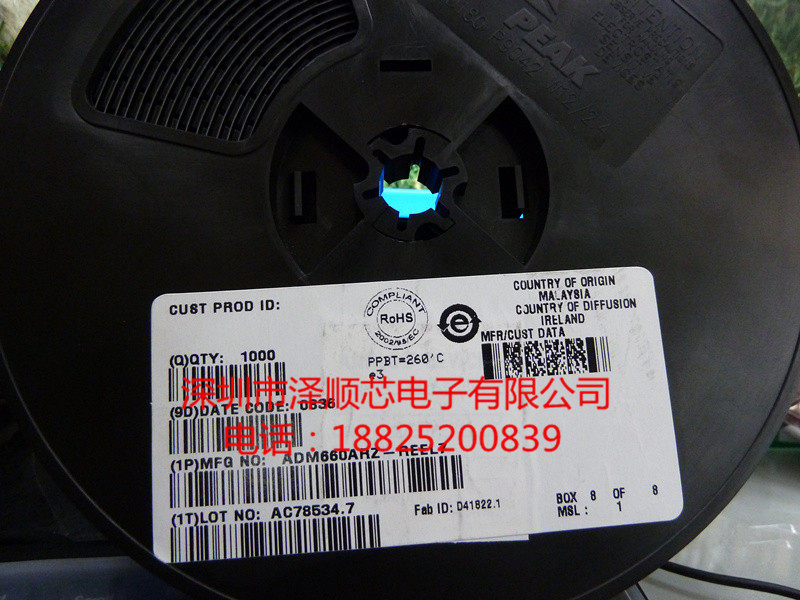 PEAK
COUNTRY OF ORIGIN
MALAYSIA
COUNTRY OF DIFFUSION
IRELAND
MFR/CUST DATA
CUST PROD ID:
COMPLIANT
RoHS
2002/95/EC
e
PPBT=260'C
e3
(Q)QTY: 1000
深圳市泽顺芯电子有限公司
(9D)DATE CODE: 0836
电话：18825200839
(1P)MFG NO: ADM660ARZ-REEL7
(1T)LOT NO: AC78534.7
Fab ID: D41822.1
BOX 8 OF 8
MSL : 1